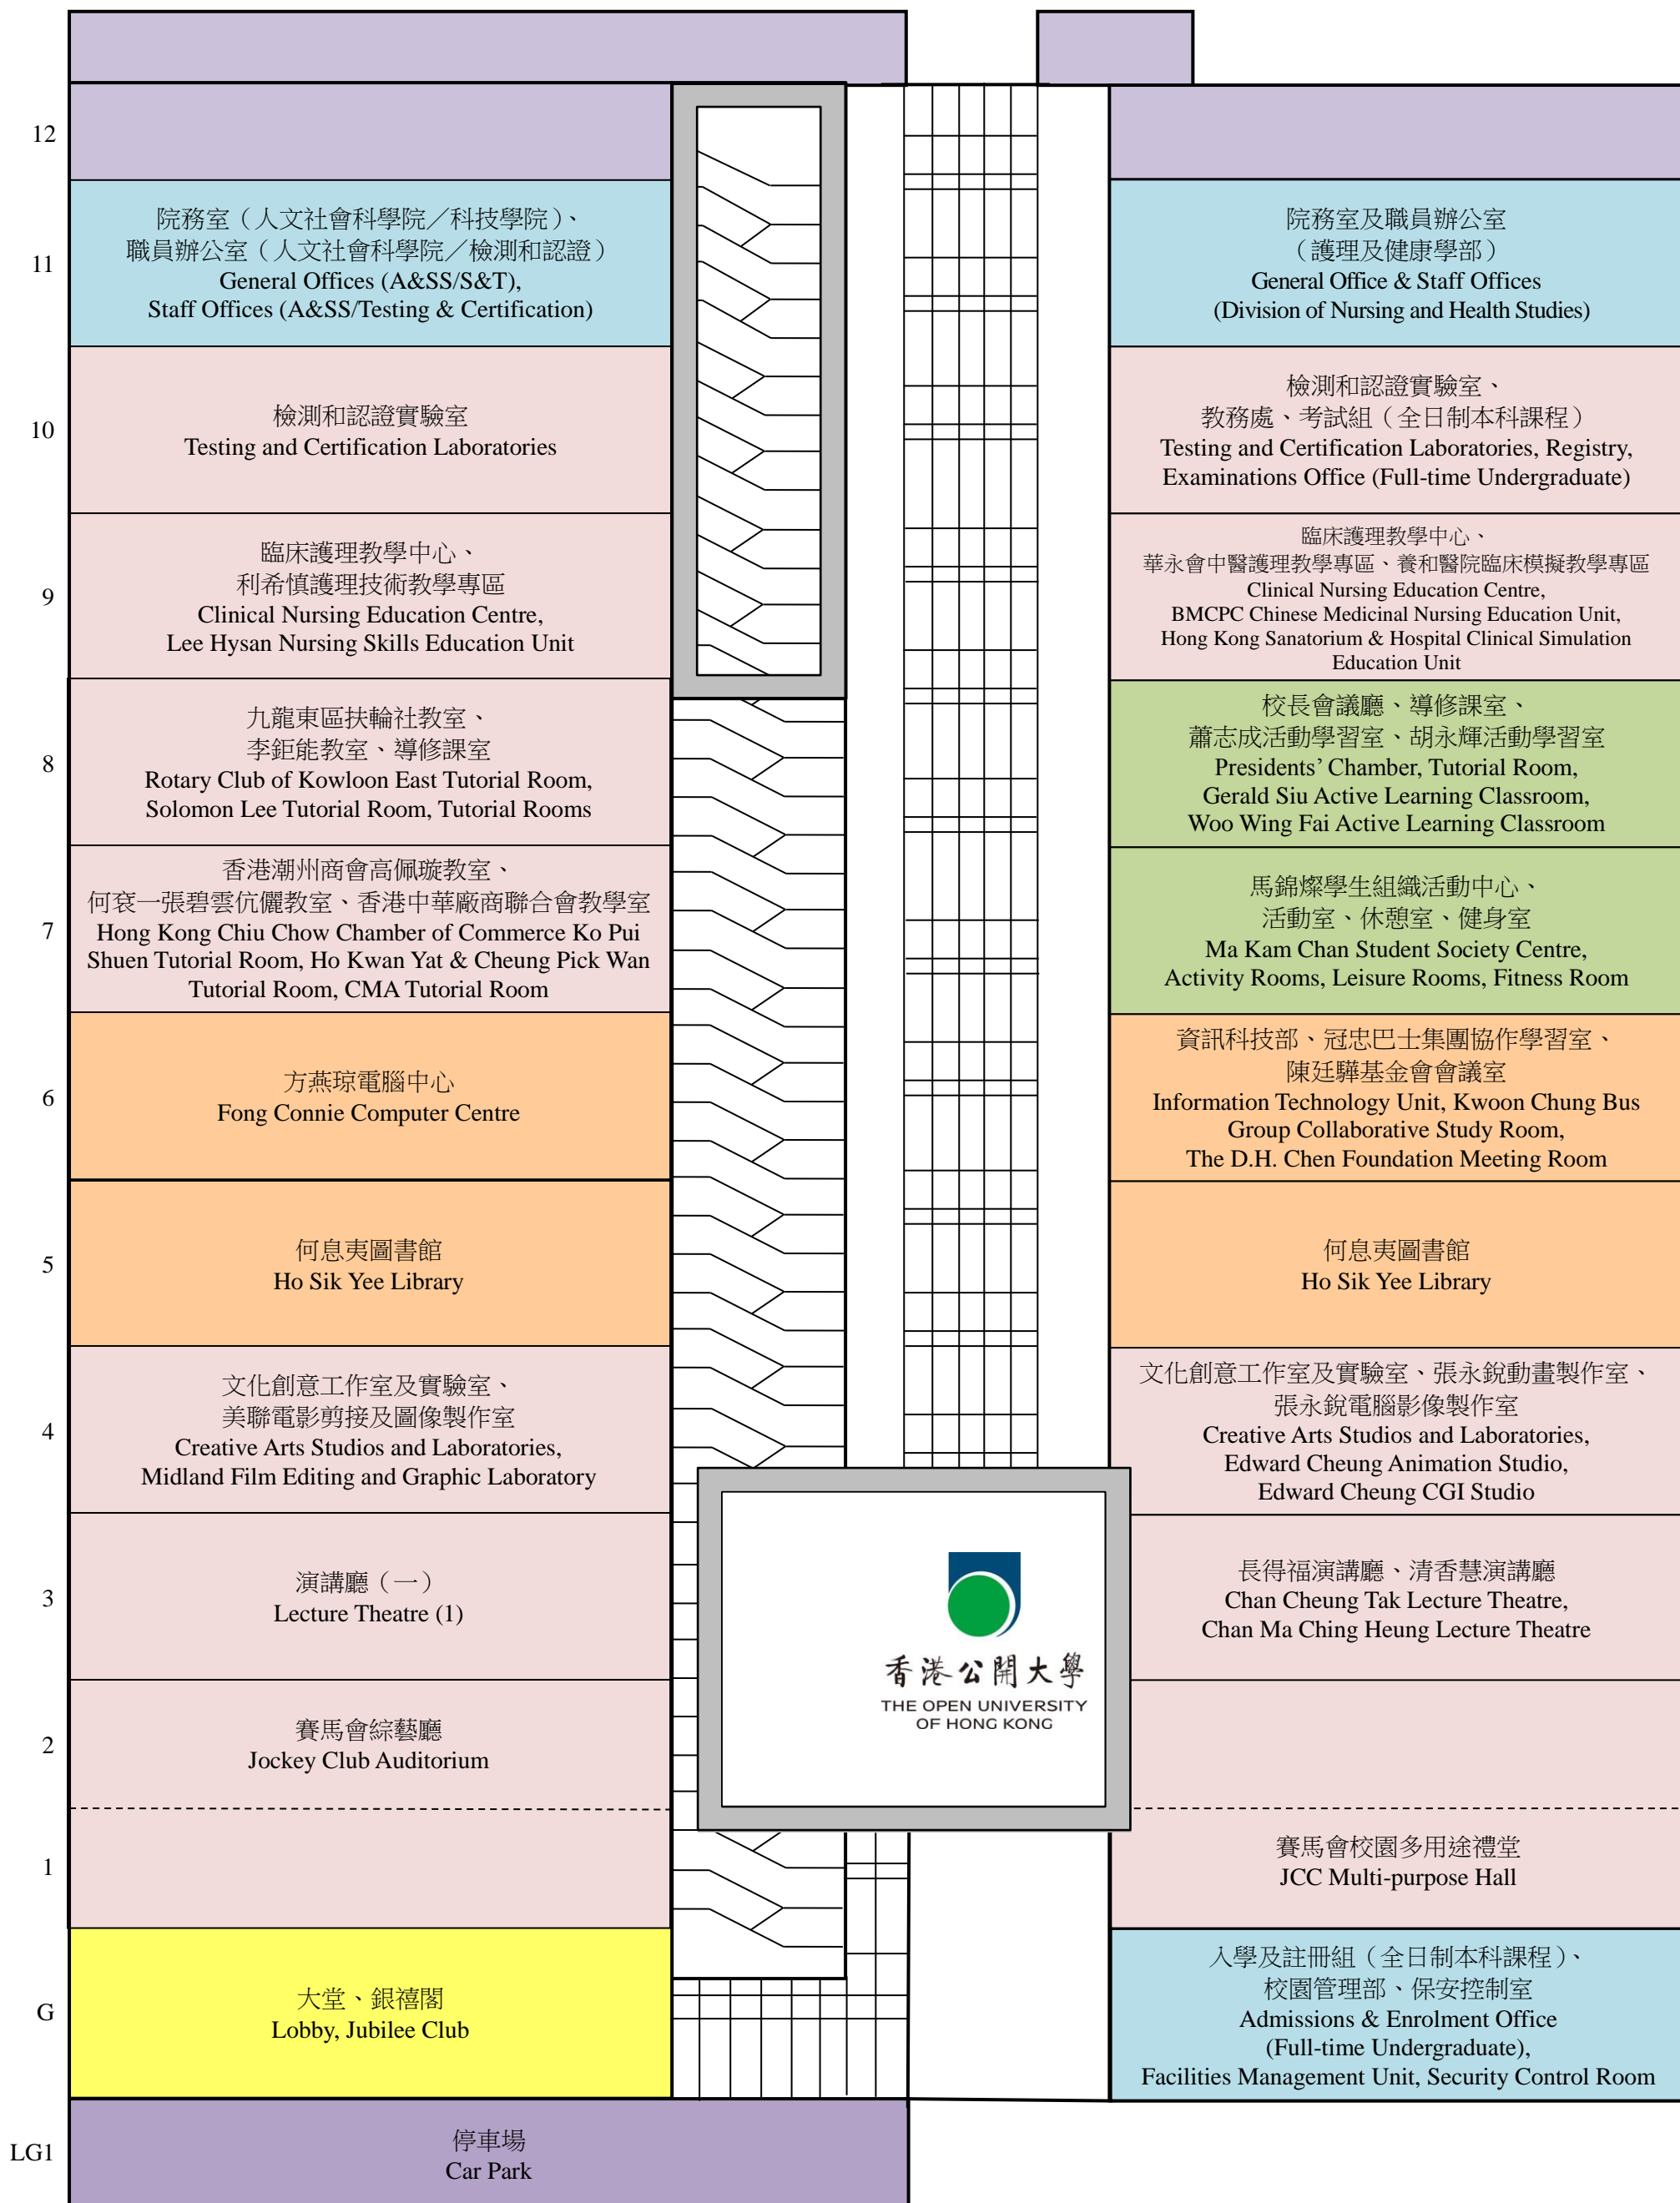 12
11
院務室（人文社會科學院／科技學院）、
職員辦公室（人文社會科學院／檢測和認證）
General Offices (A&SS/S&T),
Staff Offices (A&SS/Testing & Certification)
院務室及職員辦公室
（護理及健康學部）
General Office & Staff Offices
(Division of Nursing and Health Studies)
10
檢測和認證實驗室
Testing and Certification Laboratories
檢測和認證實驗室、
教務處、考試組（全日制本科課程）
Testing and Certification Laboratories, Registry,
Examinations Office (Full-time Undergraduate)
9
臨床護理教學中心、
利希慎護理技術教學專區
Clinical Nursing Education Centre,
Lee Hysan Nursing Skills Education Unit
臨床護理教學中心、
華永會中醫護理教學專區、養和醫院臨床模擬教學專區
Clinical Nursing Education Centre,
BMCPC Chinese Medicinal Nursing Education Unit,
Hong Kong Sanatorium & Hospital Clinical Simulation
Education Unit
8
九龍東區扶輪社教室、
李鉅能教室、導修課室
Rotary Club of Kowloon East Tutorial Room,
Solomon Lee Tutorial Room, Tutorial Rooms
校長會議廳、導修課室、
蕭志成活動學習室、胡永輝活動學習室
Presidents’ Chamber, Tutorial Room,
Gerald Siu Active Learning Classroom,
Woo Wing Fai Active Learning Classroom
7
香港潮州商會高佩璇教室、
何袞一張碧雲伉儷教室、香港中華廠商聯合會教學室
Hong Kong Chiu Chow Chamber of Commerce Ko Pui
Shuen Tutorial Room, Ho Kwan Yat & Cheung Pick Wan
Tutorial Room, CMA Tutorial Room
馬錦燦學生組織活動中心、
活動室、休憩室、健身室
Ma Kam Chan Student Society Centre,
Activity Rooms, Leisure Rooms, Fitness Room
6
方燕琼電腦中心
Fong Connie Computer Centre
資訊科技部、冠忠巴士集團協作學習室、
陳廷驊基金會會議室
Information Technology Unit, Kwoon Chung Bus
Group Collaborative Study Room,
The D.H. Chen Foundation Meeting Room
5
何息夷圖書館
Ho Sik Yee Library
何息夷圖書館
Ho Sik Yee Library
4
文化創意工作室及實驗室、
美聯電影剪接及圖像製作室
Creative Arts Studios and Laboratories,
Midland Film Editing and Graphic Laboratory
文化創意工作室及實驗室、張永銳動畫製作室、
張永銳電腦影像製作室
Creative Arts Studios and Laboratories,
Edward Cheung Animation Studio,
Edward Cheung CGI Studio
3
演講廳（一）
Lecture Theatre (1)
香港公開大學
THE OPEN UNIVERSITY
OF HONG KONG
長得福演講廳、清香慧演講廳
Chan Cheung Tak Lecture Theatre,
Chan Ma Ching Heung Lecture Theatre
2
賽馬會綜藝廳
Jockey Club Auditorium
1
賽馬會校園多用途禮堂
JCC Multi-purpose Hall
G
大堂、銀禧閣
Lobby, Jubilee Club
入學及註冊組（全日制本科課程）、
校園管理部、保安控制室
Admissions & Enrolment Office
(Full-time Undergraduate),
Facilities Management Unit, Security Control Room
LG1
停車場
Car Park